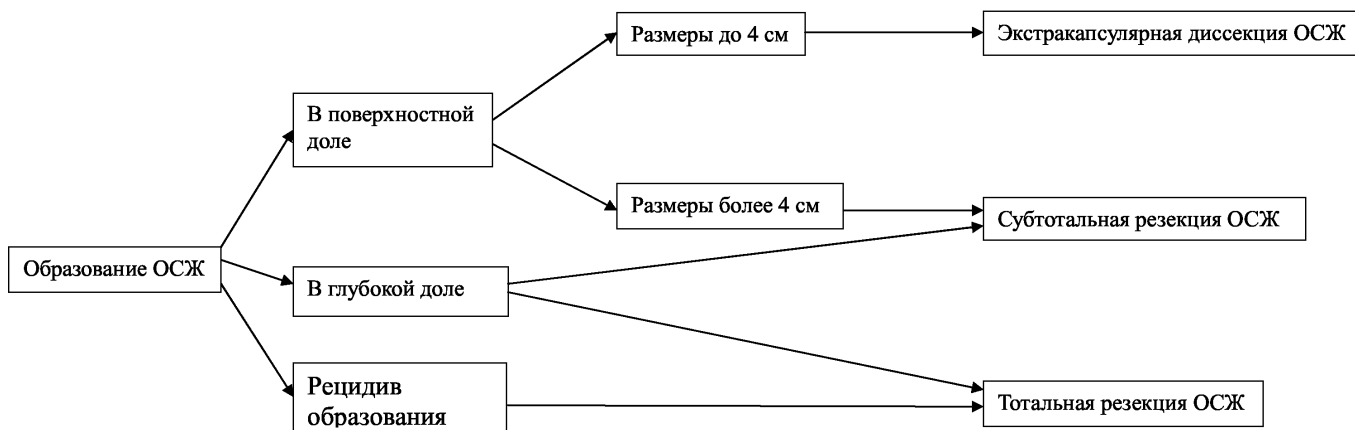 Размеры до 4 см
Экстракапсулярная диссекция ОСЖ
В поверхностной
доле
Размеры более 4 см
Субтотальная резекция ОСЖ
Образование ОСЖ
В глубокой доле
Рецидив
образования
Тотальная резекция ОСЖ